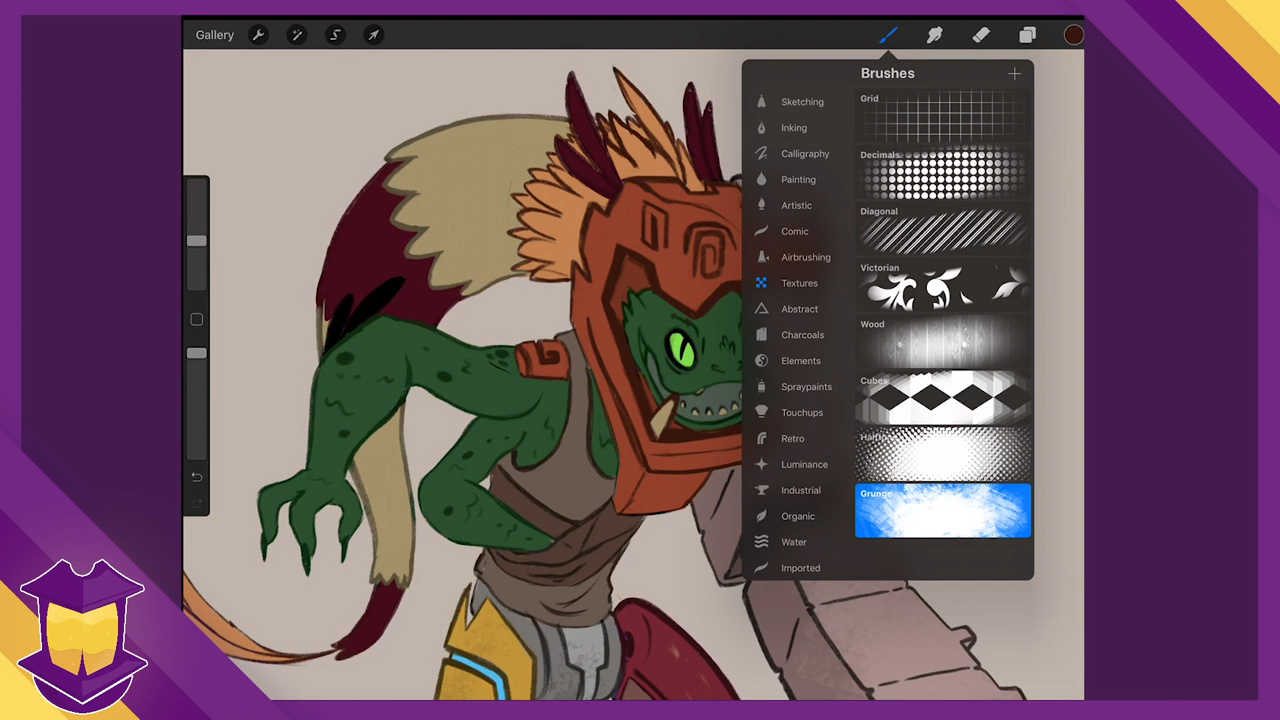 Gallery
Brushes
Sketching
Inking
Calligraphy
Painting
Artistic
Comic
Airbrushing
Textures
Abstract
Charcoals
Elements
Spraypaints
Touchups
Retro
Luminance
Industrial
Organic
Water
Imported
Grid
Decimals
Diagonal
Victorian
Wood
Cubes
Grunge